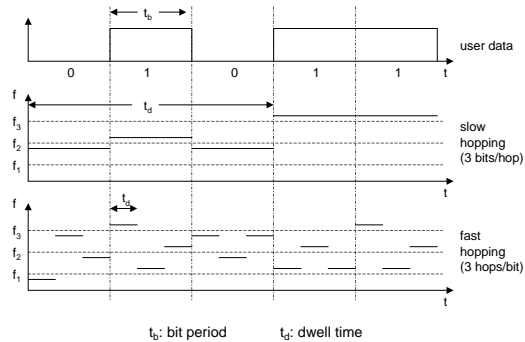 t_b
user data
0 1 0 1 1 t
f
t_d
f_3
slow
hopping
(3 bits/hop)
f_2
f_1
t
f
t_d
f_3
fast
hopping
(3 hops/bit)
f_2
f_1
t
t_b: bit period t_d: dwell time